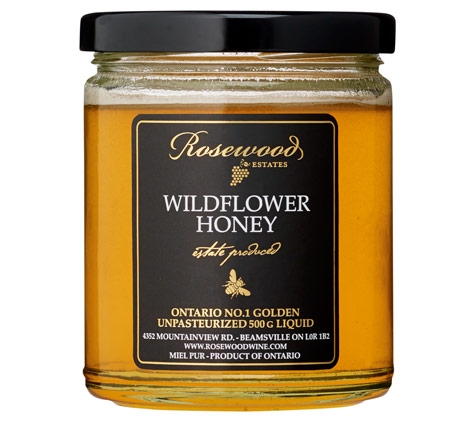 Rosewood
ESTATES
WILDFLOWER
HONEY
estate produced
ONTARIO NO.1 GOLDEN
UNPASTEURIZED 500 G LIQUID
4352 MOUNTAINVIEW RD. - BEAMSVILLE ON L0R 1B2
WWW.ROSEWOODWINE.COM
MIEL PUR - PRODUCT OF ONTARIO